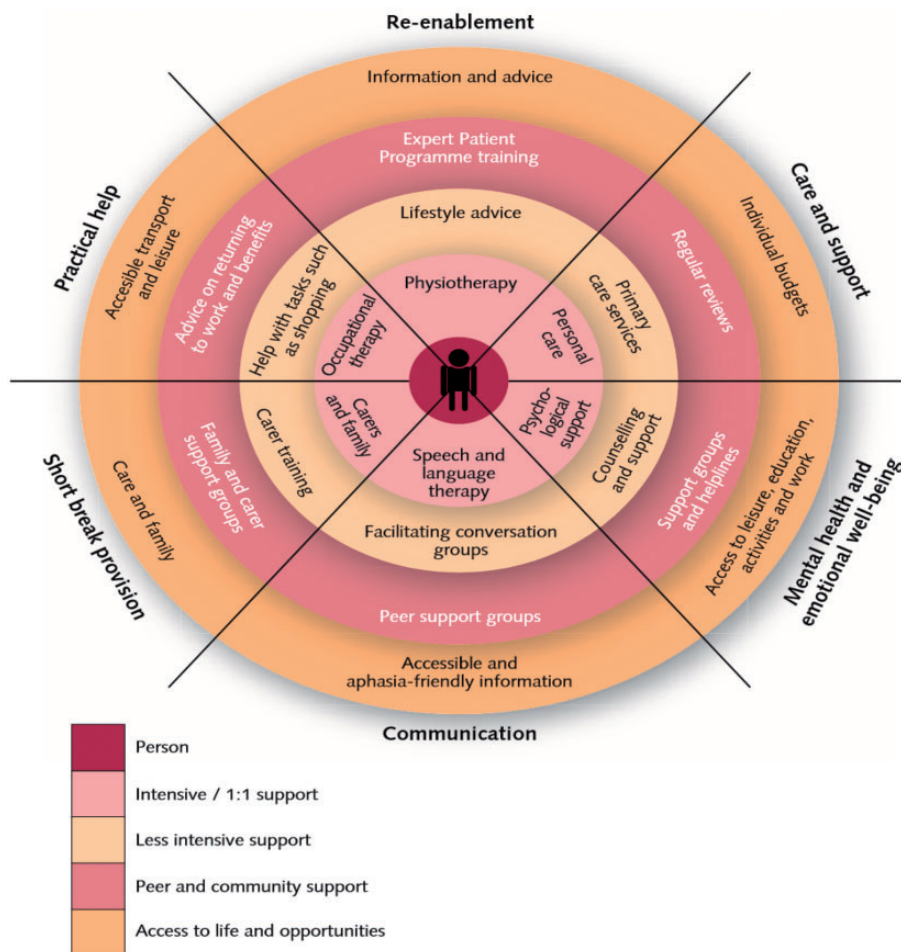 Re-enablement
Information and advice
Expert Patient
Programme training
Lifestyle advice
Physiotherapy
Care and support
Individual budgets
Regular reviews
Primary
care services
Personal
care
Mental health and
emotional well-being
Access to leisure, education,
activities and work
Support groups
and helplines
Counselling
and support
Psycho-
logical
support
Communication
Accessible and
aphasia-friendly information
Peer support groups
Facilitating conversation
groups
Speech and
language
therapy
Short break provision
Care and family
Family and carer
support groups
Carer training
Carers
and family
Practical help
Accesible transport
and leisure
Advice on returning
to work and benefits
Help with tasks such
as shopping
Occupational
therapy
Person
Intensive / 1:1 support
Less intensive support
Peer and community support
Access to life and opportunities